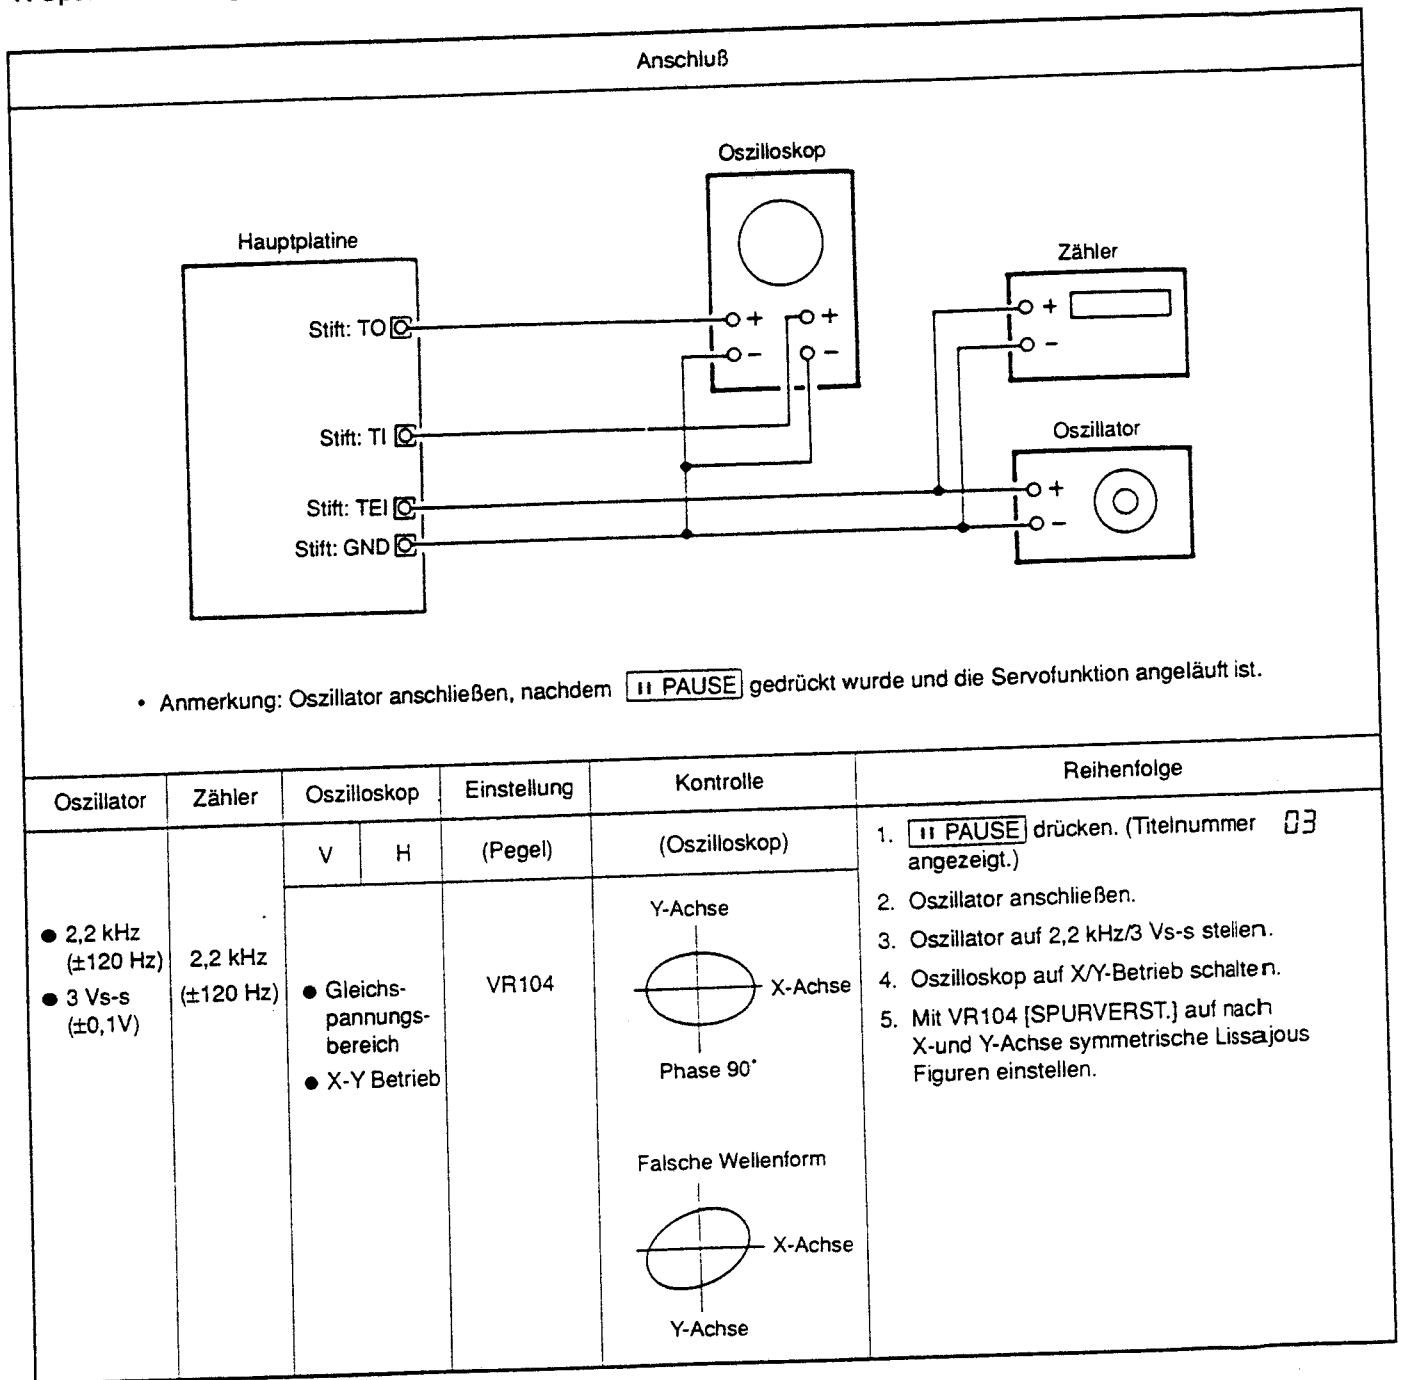 Anschluß
Oszilloskop
Hauptplatine
Zähler
Stift: TO
+ +
+
- -
-
Stift: TI
Oszillator
Stift: TEI
+
Stift: GND
-
• Anmerkung: Oszillator anschließen, nachdem II PAUSE gedrückt wurde und die Servofunktion angeläuft ist.
Oszillator Zähler Oszilloskop Einstellung Kontrolle Reihenfolge
V H (Pegel) (Oszilloskop)
● 2,2 kHz
(±120 Hz)
● 3 Vs-s
(±0,1V)
2,2 kHz
(±120 Hz)
● Gleichs-
pannungs-
bereich
● X-Y Betrieb
VR104
Y-Achse
X-Achse
Phase 90°
Falsche Wellenform
X-Achse
Y-Achse
1. II PAUSE drücken. (Titelnummer 03
angezeigt.)
2. Oszillator anschließen.
3. Oszillator auf 2,2 kHz/3 Vs-s stellen.
4. Oszilloskop auf X/Y-Betrieb schalten.
5. Mit VR104 [SPURVERST.] auf nach
X-und Y-Achse symmetrische Lissajous
Figuren einstellen.